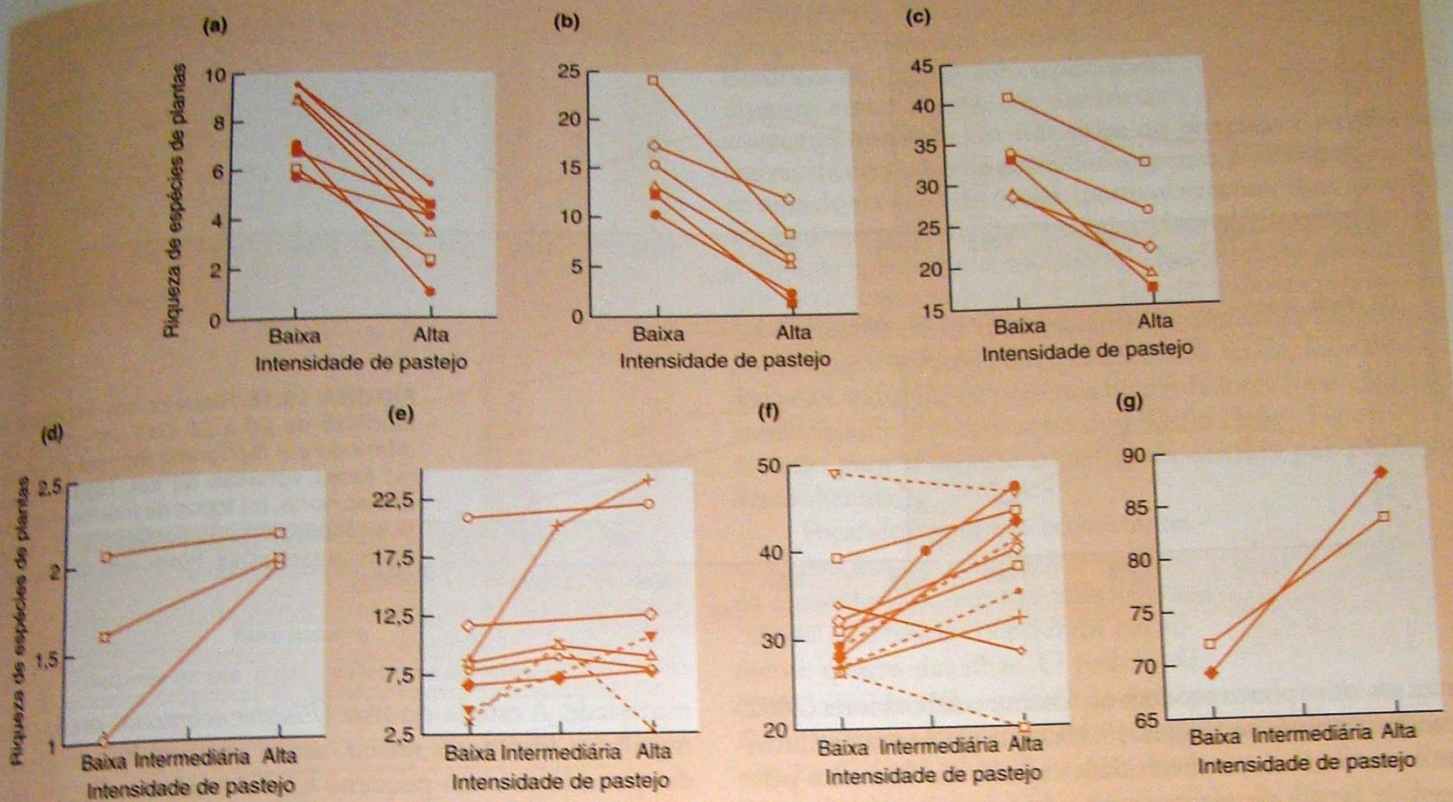 (a)
Riqueza de espécies de plantas
10
8
6
4
2
0
Baixa Alta
Intensidade de pastejo
(b)
25
20
15
10
5
0
Baixa Alta
Intensidade de pastejo
(c)
45
40
35
30
25
20
15
Baixa Alta
Intensidade de pastejo
(d)
Riqueza de espécies de plantas
2,5
2
1,5
1
Baixa Intermediária Alta
Intensidade de pastejo
(e)
22,5
17,5
12,5
7,5
2,5
Baixa Intermediária Alta
Intensidade de pastejo
(f)
50
40
30
20
Baixa Intermediária Alta
Intensidade de pastejo
(g)
90
85
80
75
70
65
Baixa Intermediária Alta
Intensidade de pastejo